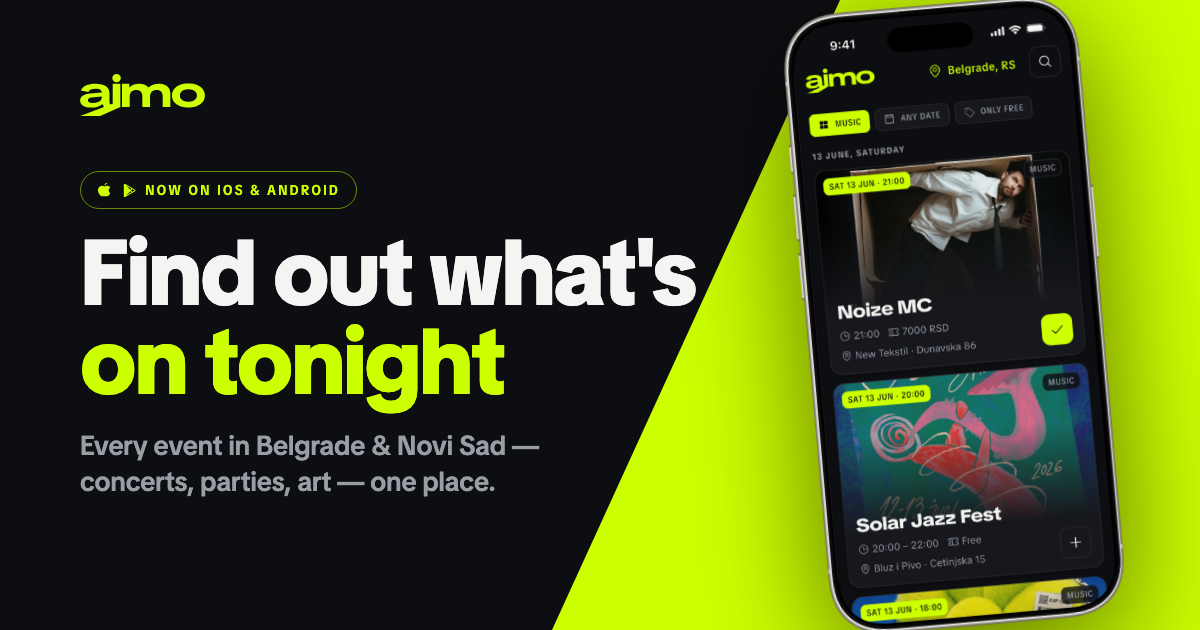 ajmo
NOW ON IOS & ANDROID
Find out what's
on tonight
Every event in Belgrade & Novi Sad —
concerts, parties, art — one place.
9:41
ajmo
Belgrade, RS
MUSIC
ANY DATE
ONLY FREE
13 JUNE, SATURDAY
SAT 13 JUN · 21:00
MUSIC
Noize MC
21:00 7000 RSD
New Tekstil · Dunavska 86
SAT 13 JUN · 20:00
MUSIC
2026
12-13 jun
Solar Jazz Fest
20:00 – 22:00 Free
Bluz i Pivo · Cetinjska 15
SAT 13 JUN · 18:00
MUSIC